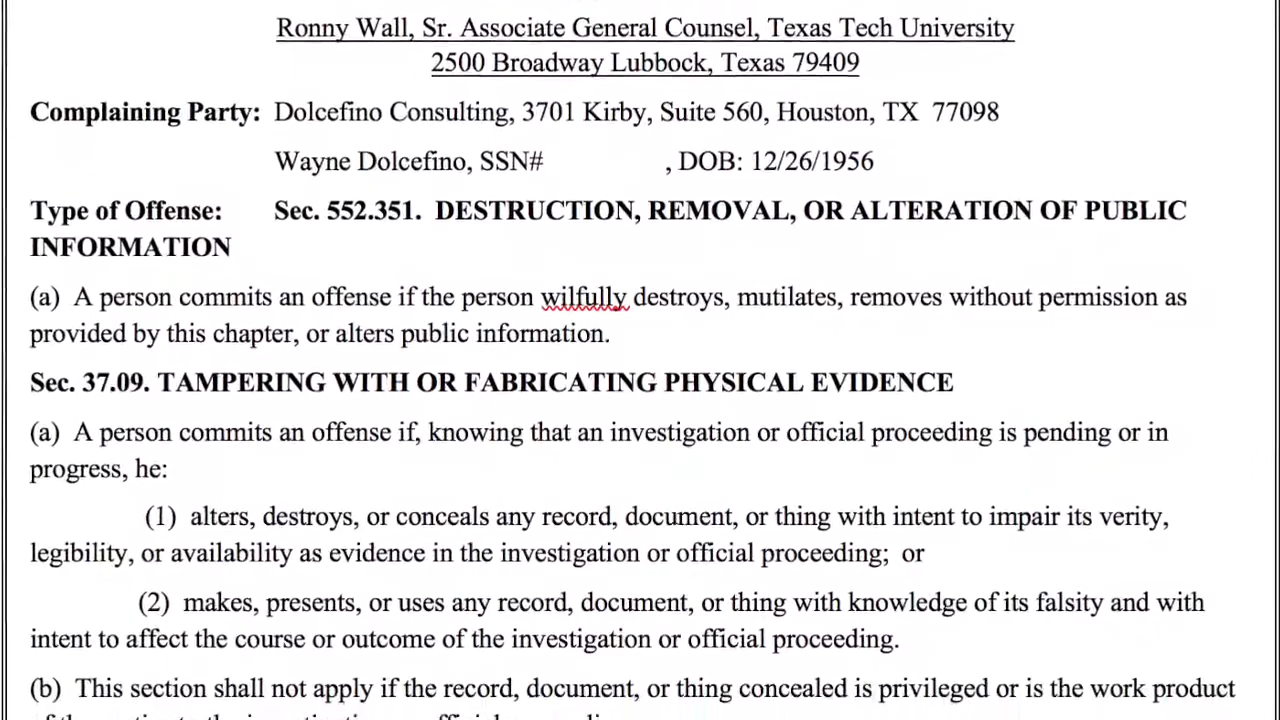 Ronny Wall, Sr. Associate General Counsel, Texas Tech University
2500 Broadway Lubbock, Texas 79409
Complaining Party: Dolcefino Consulting, 3701 Kirby, Suite 560, Houston, TX 77098
Wayne Dolcefino, SSN# , DOB: 12/26/1956
Type of Offense: Sec. 552.351. DESTRUCTION, REMOVAL, OR ALTERATION OF PUBLIC
INFORMATION
(a) A person commits an offense if the person wilfully destroys, mutilates, removes without permission as
provided by this chapter, or alters public information.
Sec. 37.09. TAMPERING WITH OR FABRICATING PHYSICAL EVIDENCE
(a) A person commits an offense if, knowing that an investigation or official proceeding is pending or in
progress, he:
(1) alters, destroys, or conceals any record, document, or thing with intent to impair its verity,
legibility, or availability as evidence in the investigation or official proceeding; or
(2) makes, presents, or uses any record, document, or thing with knowledge of its falsity and with
intent to affect the course or outcome of the investigation or official proceeding.
(b) This section shall not apply if the record, document, or thing concealed is privileged or is the work product